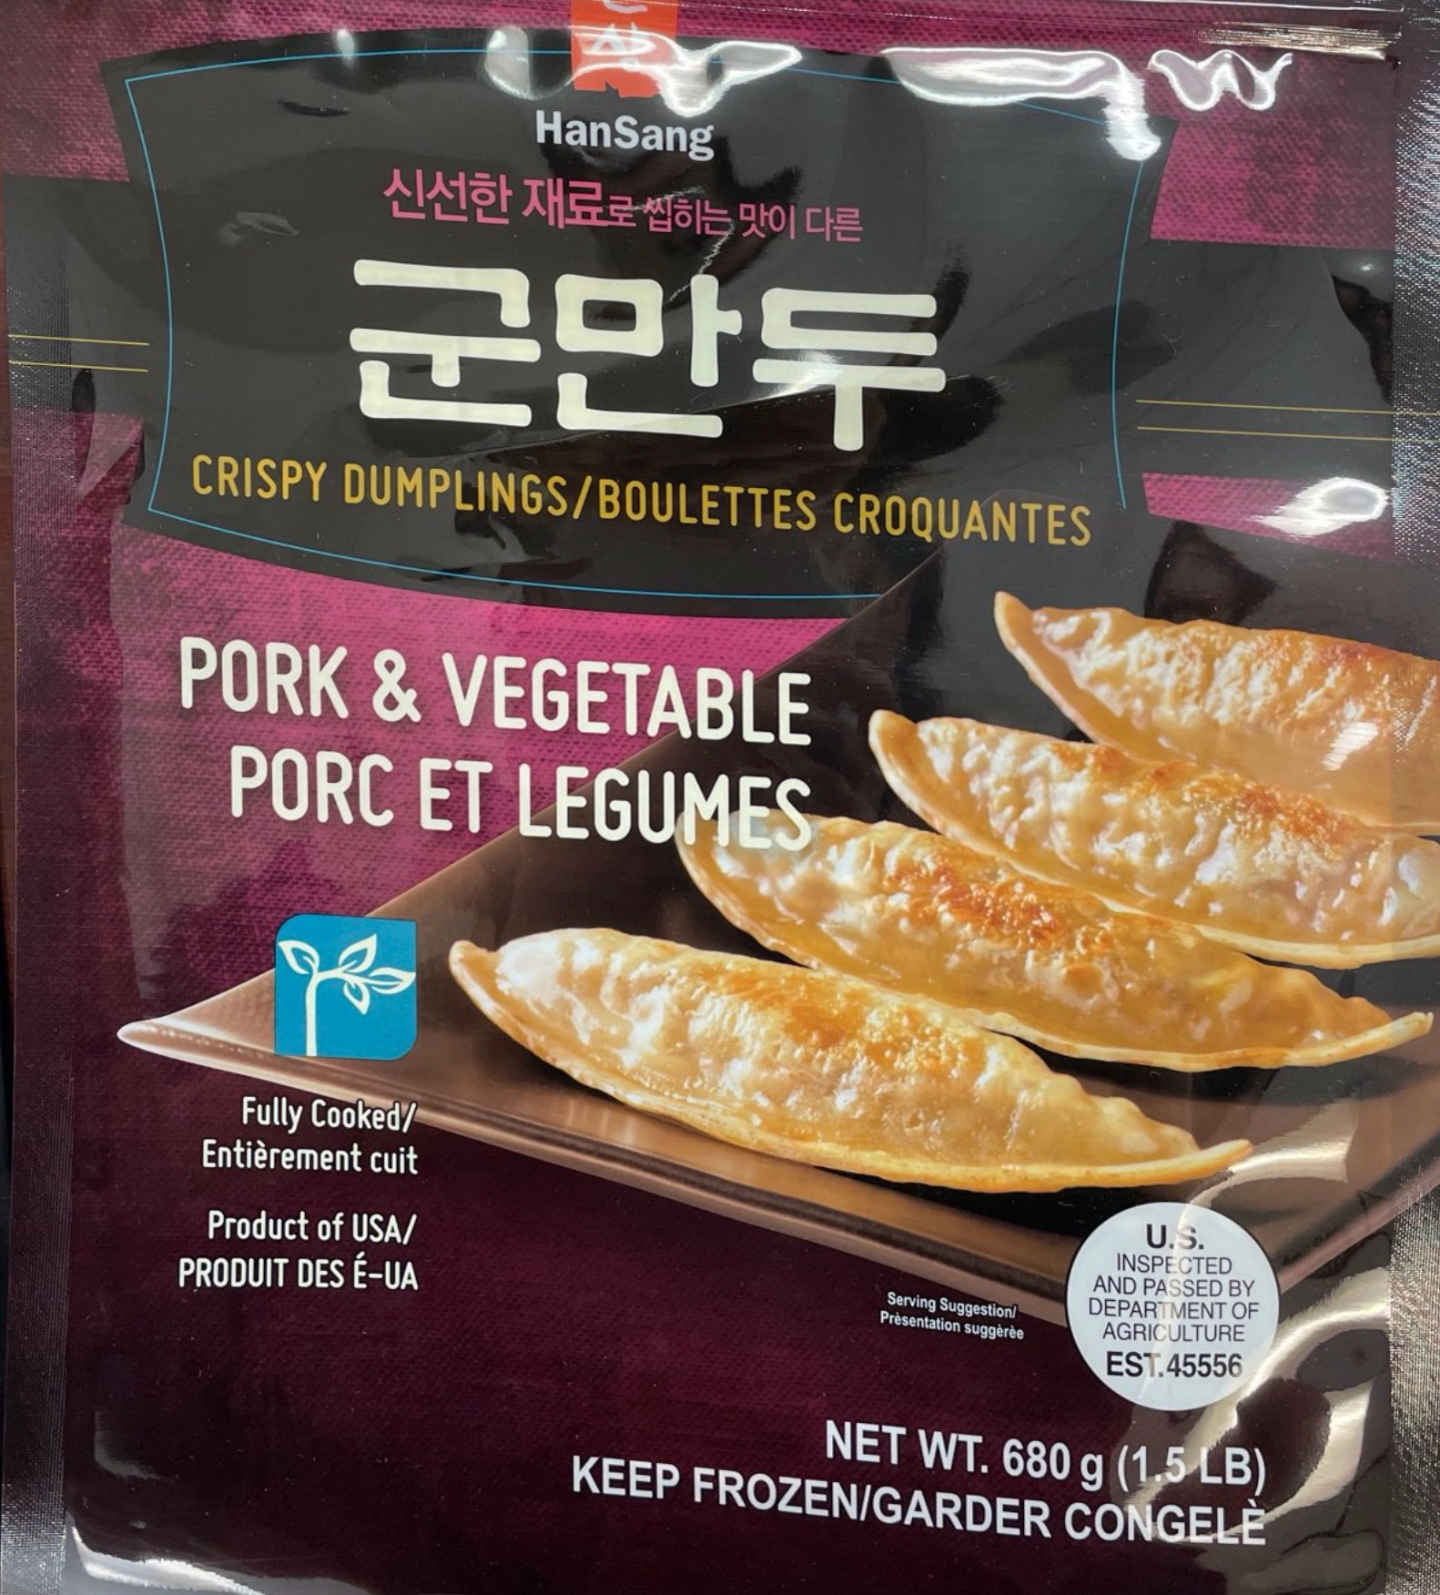 HanSang
신선한 재료로 씹히는 맛이 다른
군만두
CRISPY DUMPLINGS/BOULETTES CROQUANTES
PORK & VEGETABLE
PORC ET LEGUMES
Fully Cooked/
Entièrement cuit
Product of USA/
PRODUIT DES É-UA
Serving Suggestion/
Prèsentation suggèrèe
U.S.
INSPECTED
AND PASSED BY
DEPARTMENT OF
AGRICULTURE
EST.45556
NET WT. 680 g (1.5 LB)
KEEP FROZEN/GARDER CONGELÈ